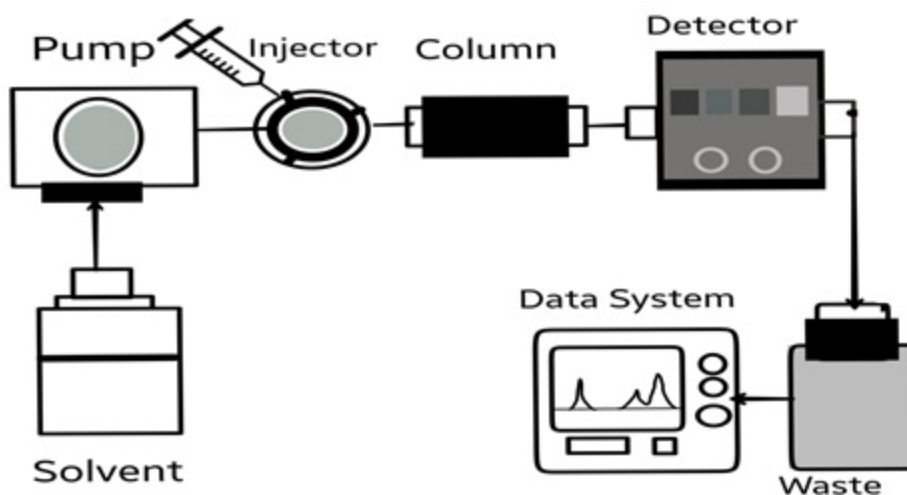 Pump
Injector
Column
Detector
Data System
Solvent
Waste